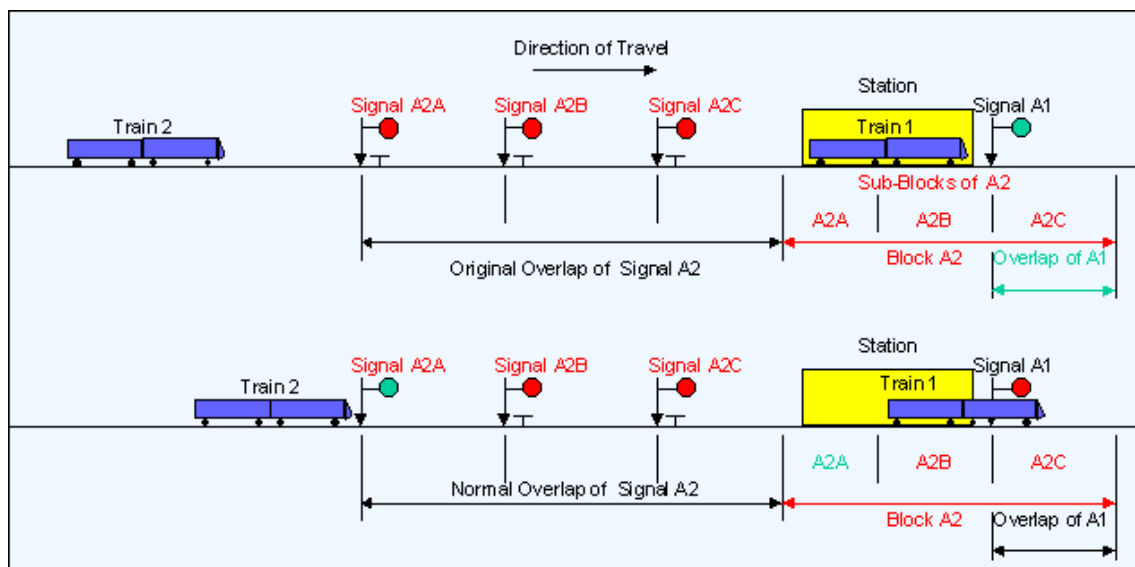 Direction of Travel
Station
Signal A2A Signal A2B Signal A2C Signal A1
Train 2 Train 1
Sub-Blocks of A2
A2A A2B A2C
Original Overlap of Signal A2 Block A2 Overlap of A1
Station
Signal A2A Signal A2B Signal A2C Signal A1
Train 2 Train 1
A2A A2B A2C
Normal Overlap of Signal A2
Block A2 Overlap of A1